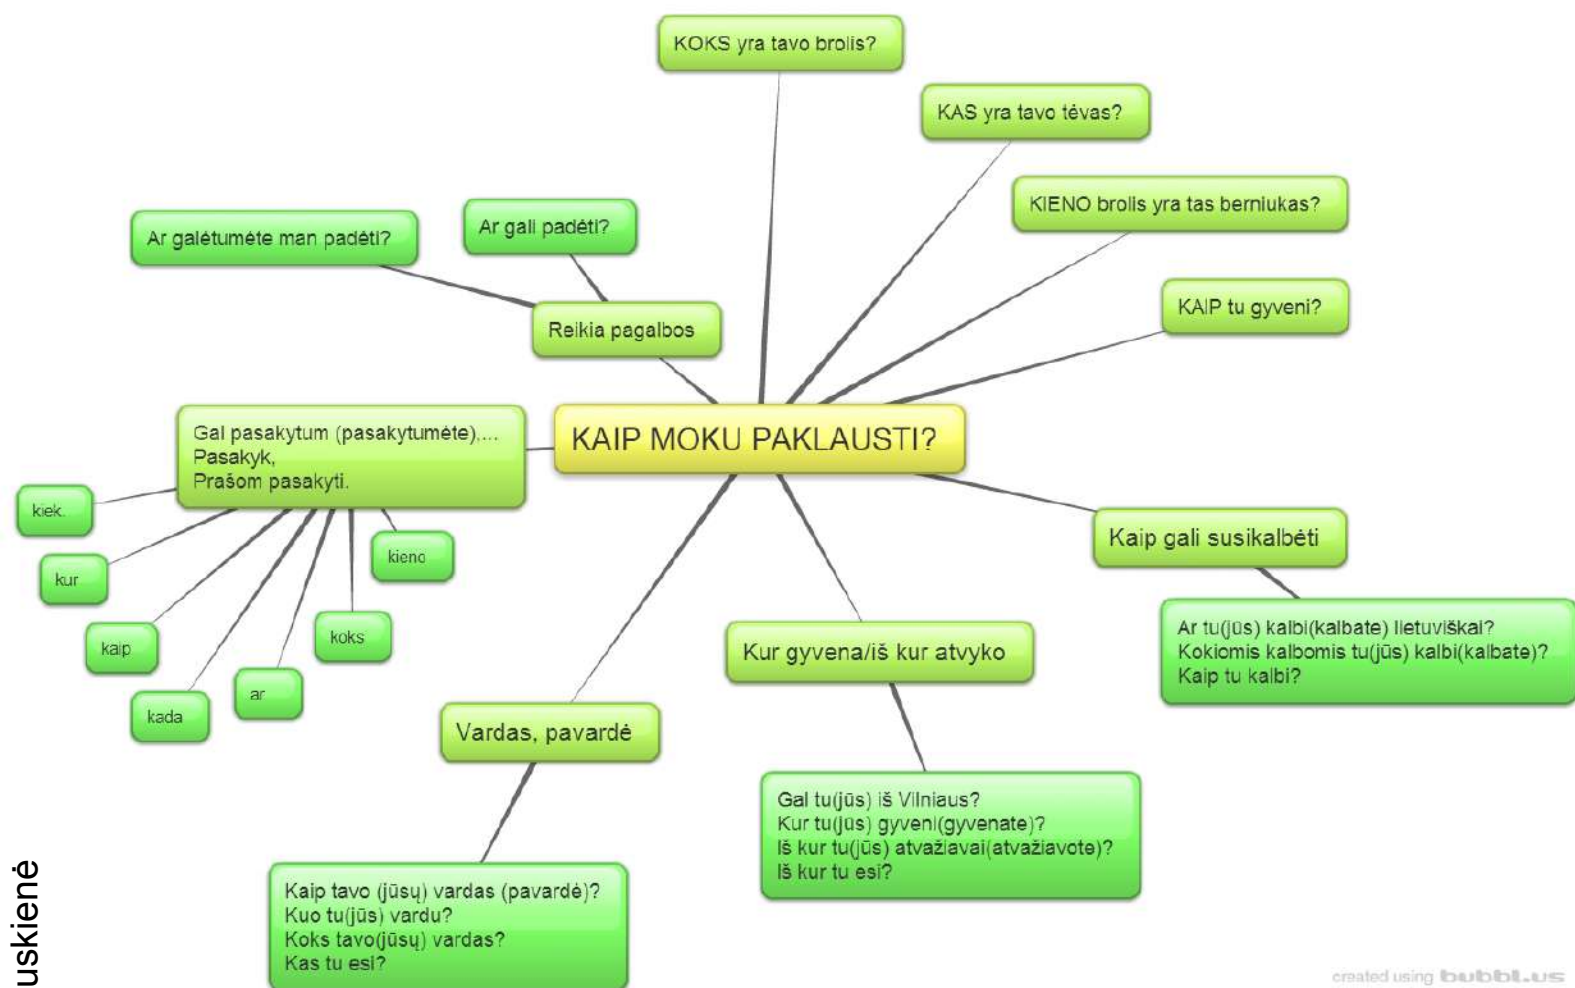 KOKS yra tavo brolis?
KAS yra tavo tėvas?
KIENO brolis yra tas berniukas?
KAIP tu gyveni?
Ar galėtumėte man padėti?
Ar gali padėti?
Reikia pagalbos
KAIP MOKU PAKLAUSTI?
Gal pasakytum (pasakytumėte),...
Pasakyk,
Prašom pasakyti.
kiek.
kur
kaip
kada
ar
koks
kieno
Kaip gali susikalbėti
Ar tu(jūs) kalbi(kalbate) lietuviškai?
Kokiomis kalbomis tu(jūs) kalbi(kalbate)?
Kaip tu kalbi?
Kur gyvena/iš kur atvyko
Gal tu(jūs) iš Vilniaus?
Kur tu(jūs) gyveni(gyvenate)?
Iš kur tu(jūs) atvažiavai(atvažiavote)?
Iš kur tu esi?
Vardas, pavardė
Kaip tavo (jūsų) vardas (pavardė)?
Kuo tu(jūs) vardu?
Koks tavo(jūsų) vardas?
Kas tu esi?
uskienė
created using bubbl.us